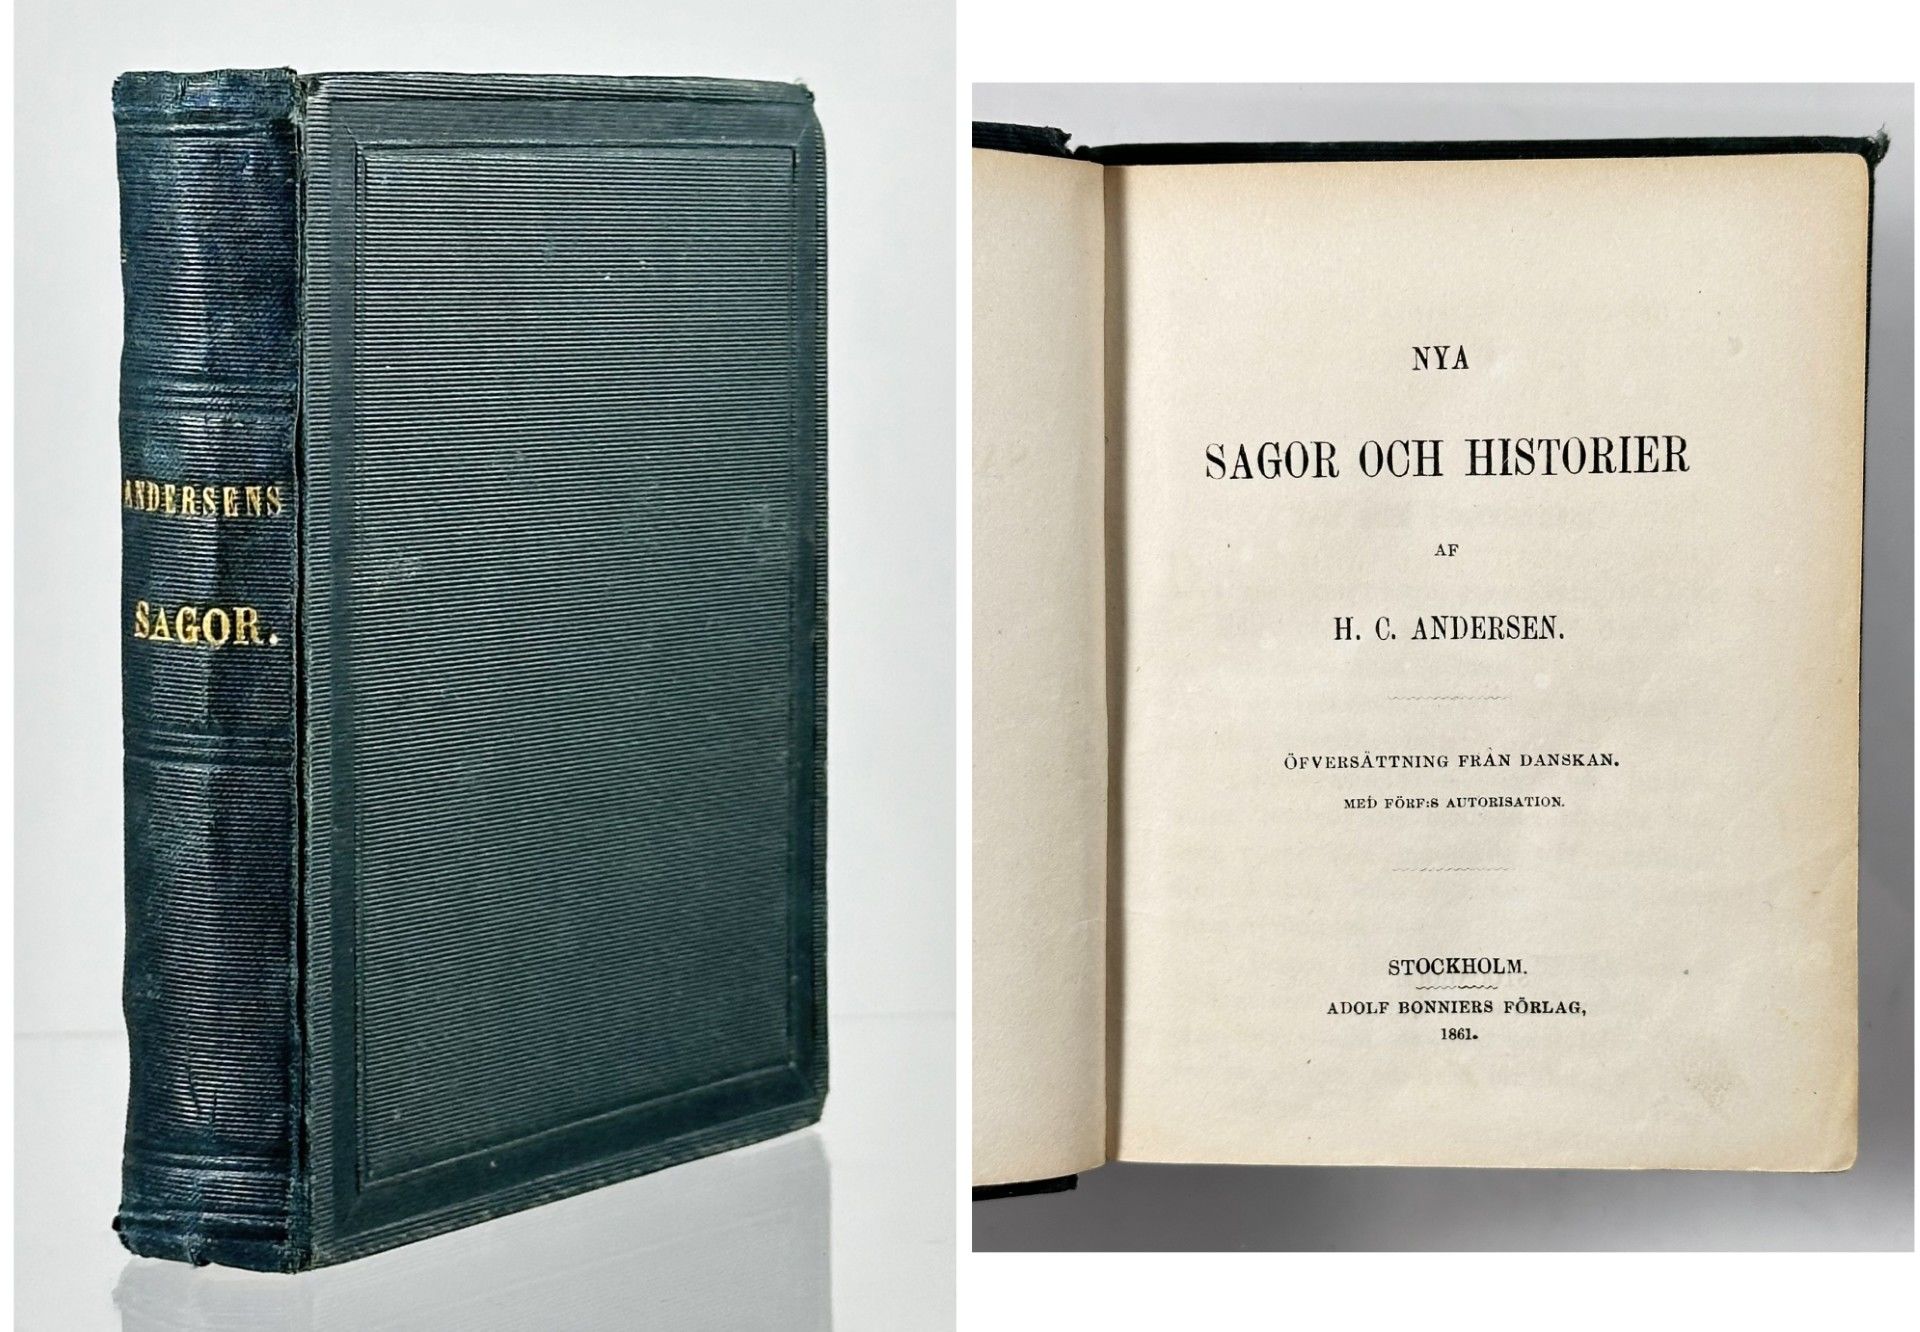 ANDERSENS
SAGOR.
NYA
SAGOR OCH HISTORIER
AF
H. C. ANDERSEN.
ÖFVERSÄTTNING FRÅN DANSKAN.
MED FÖRF:S AUTORISATION.
STOCKHOLM.
ADOLF BONNIERS FÖRLAG,
1861.